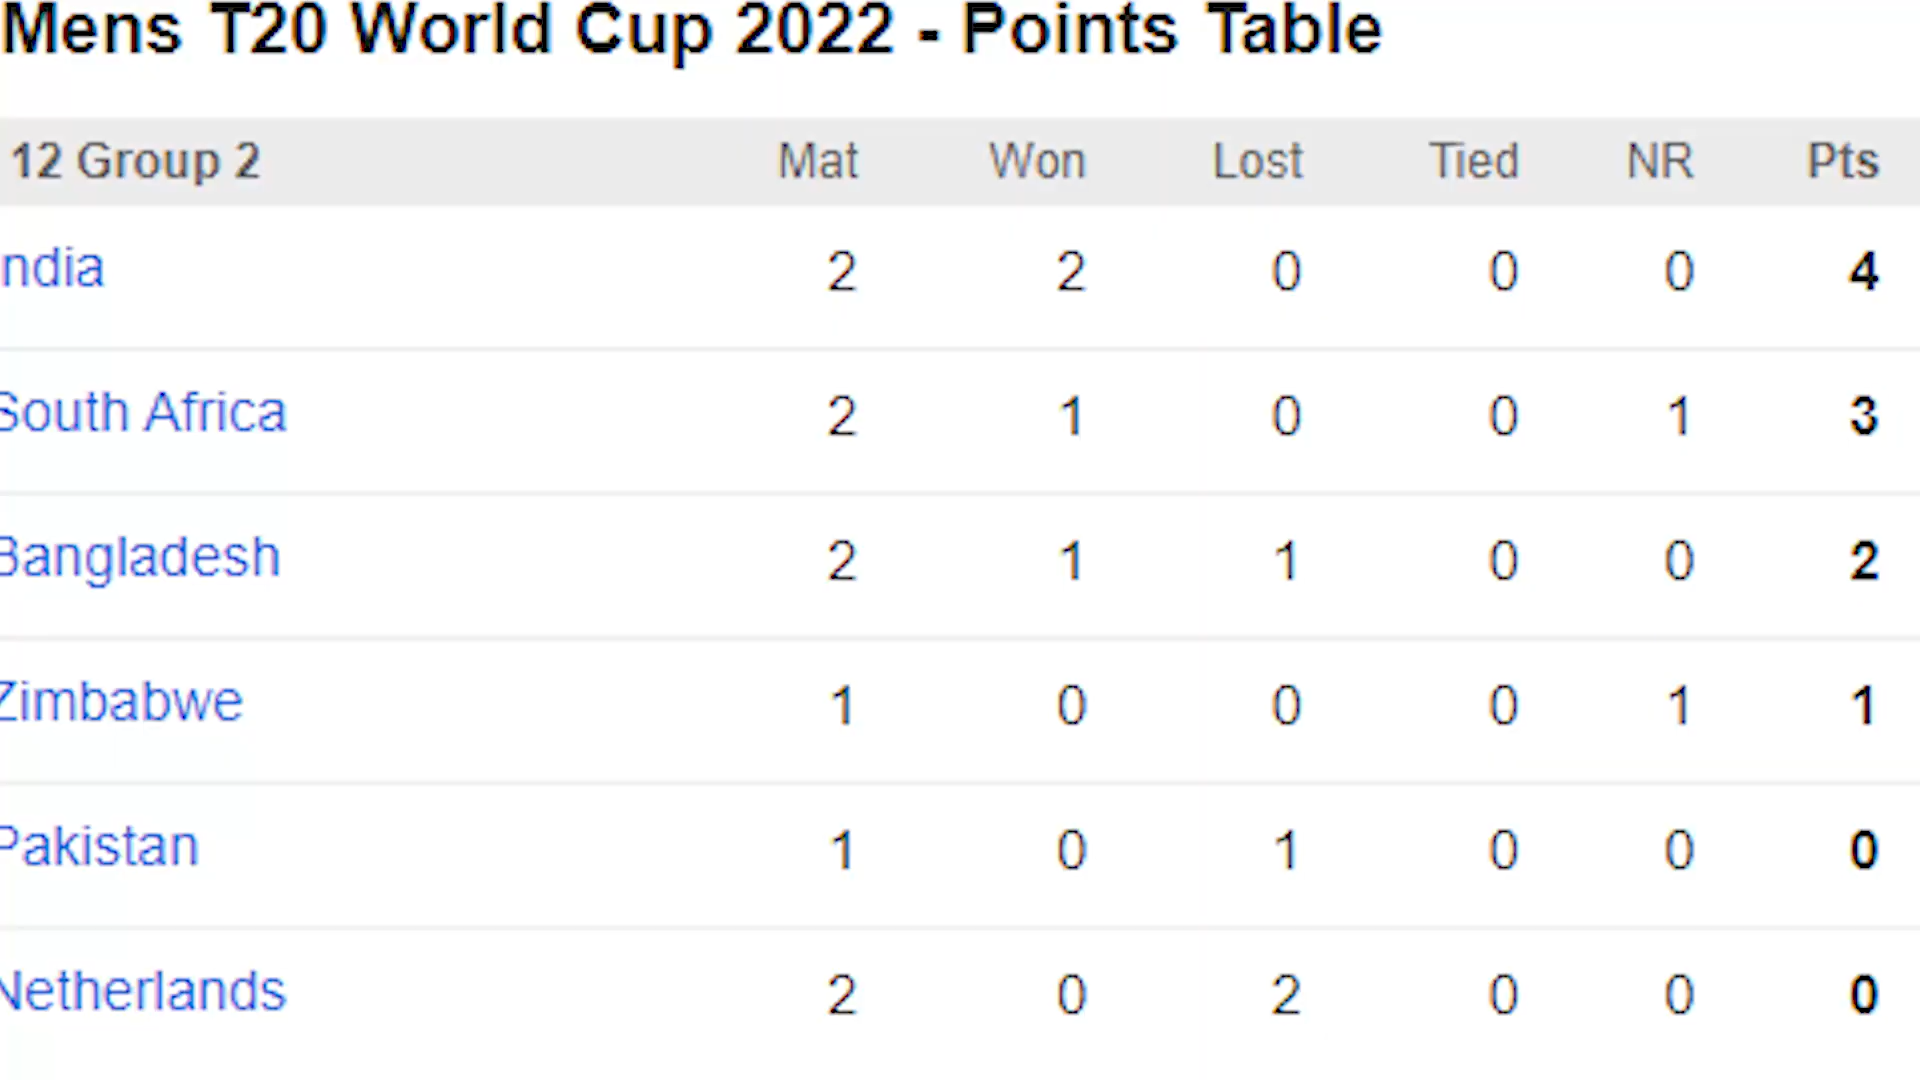 Mens T20 World Cup 2022 - Points Table
12 Group 2 Mat Won Lost Tied NR Pts
ndia 2 2 0 0 0 4
South Africa 2 1 0 0 1 3
Bangladesh 2 1 1 0 0 2
Zimbabwe 1 0 0 0 1 1
Pakistan 1 0 1 0 0 0
Netherlands 2 0 2 0 0 0